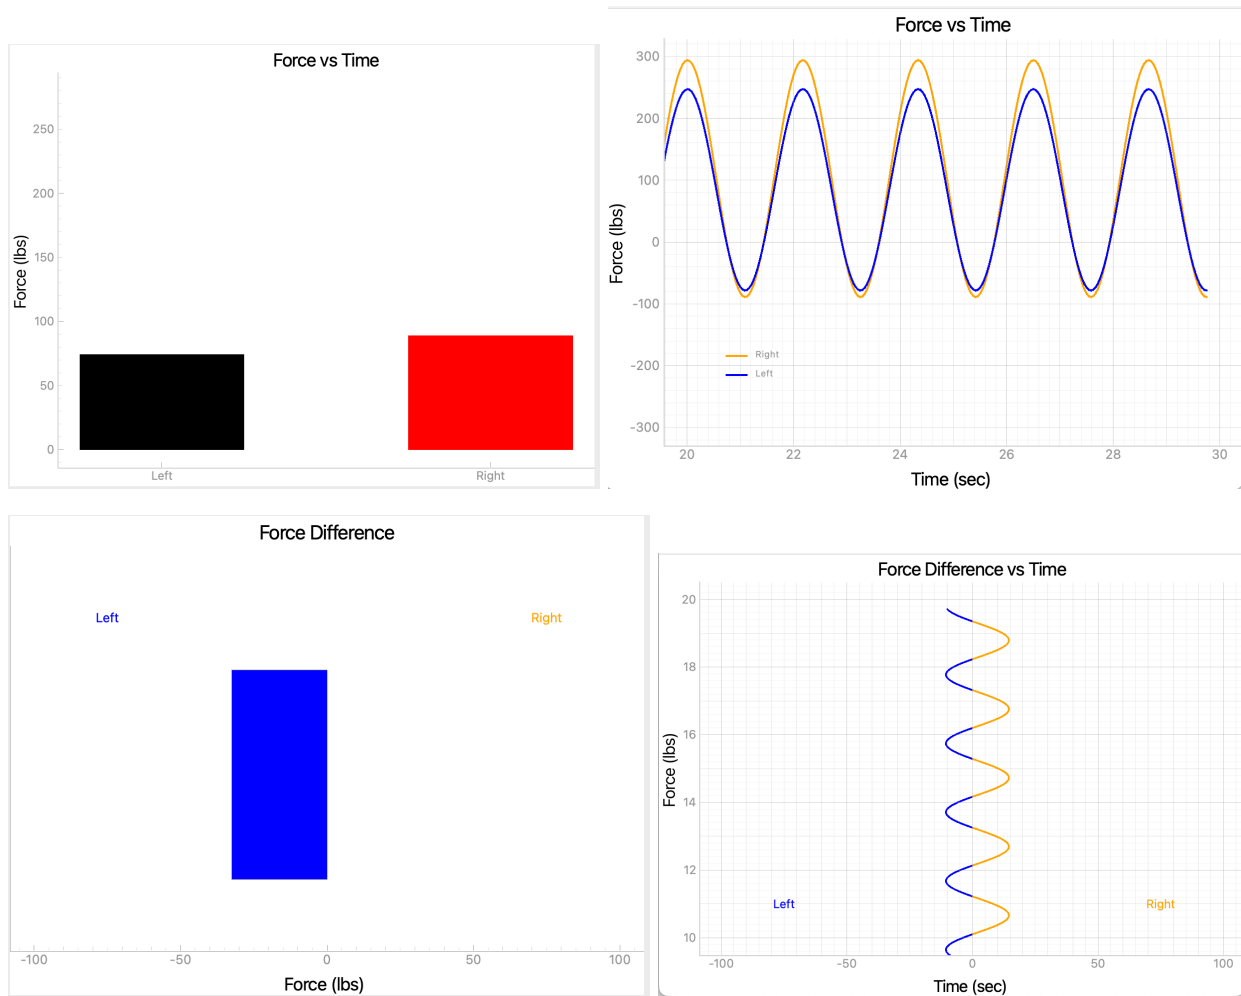 Force vs Time
Force (lbs)
250
200
150
100
50
0
Left
Right
Force vs Time
Force (lbs)
300
200
100
0
-100
-200
-300
Right
Left
20
22
24
26
28
30
Time (sec)
Force Difference
Left
Right
-100
-50
0
50
100
Force (lbs)
Force Difference vs Time
Force (lbs)
20
18
16
14
12
10
Left
Right
-100
-50
0
50
100
Time (sec)